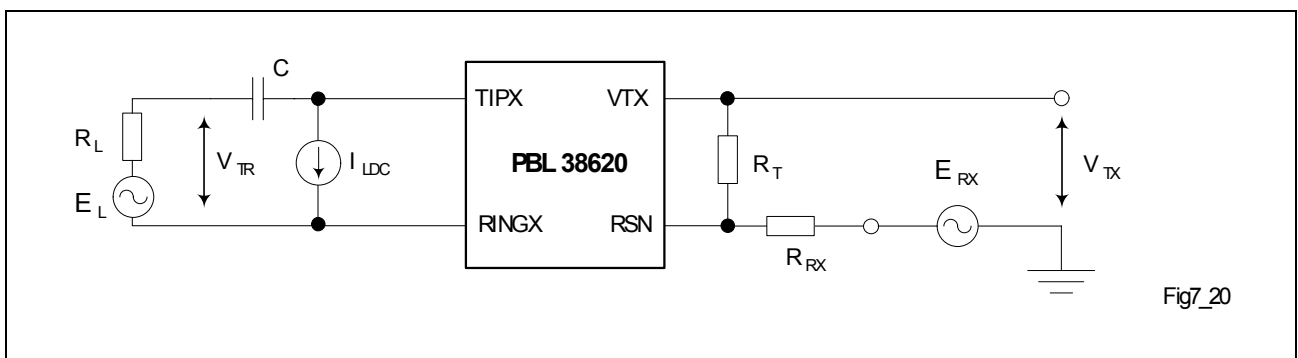 C
TIPX
VTX
R L
V TR
I LDC
PBL 38620
R T
V TX
E RX
E L
RINGX
RSN
R RX
Fig7_20